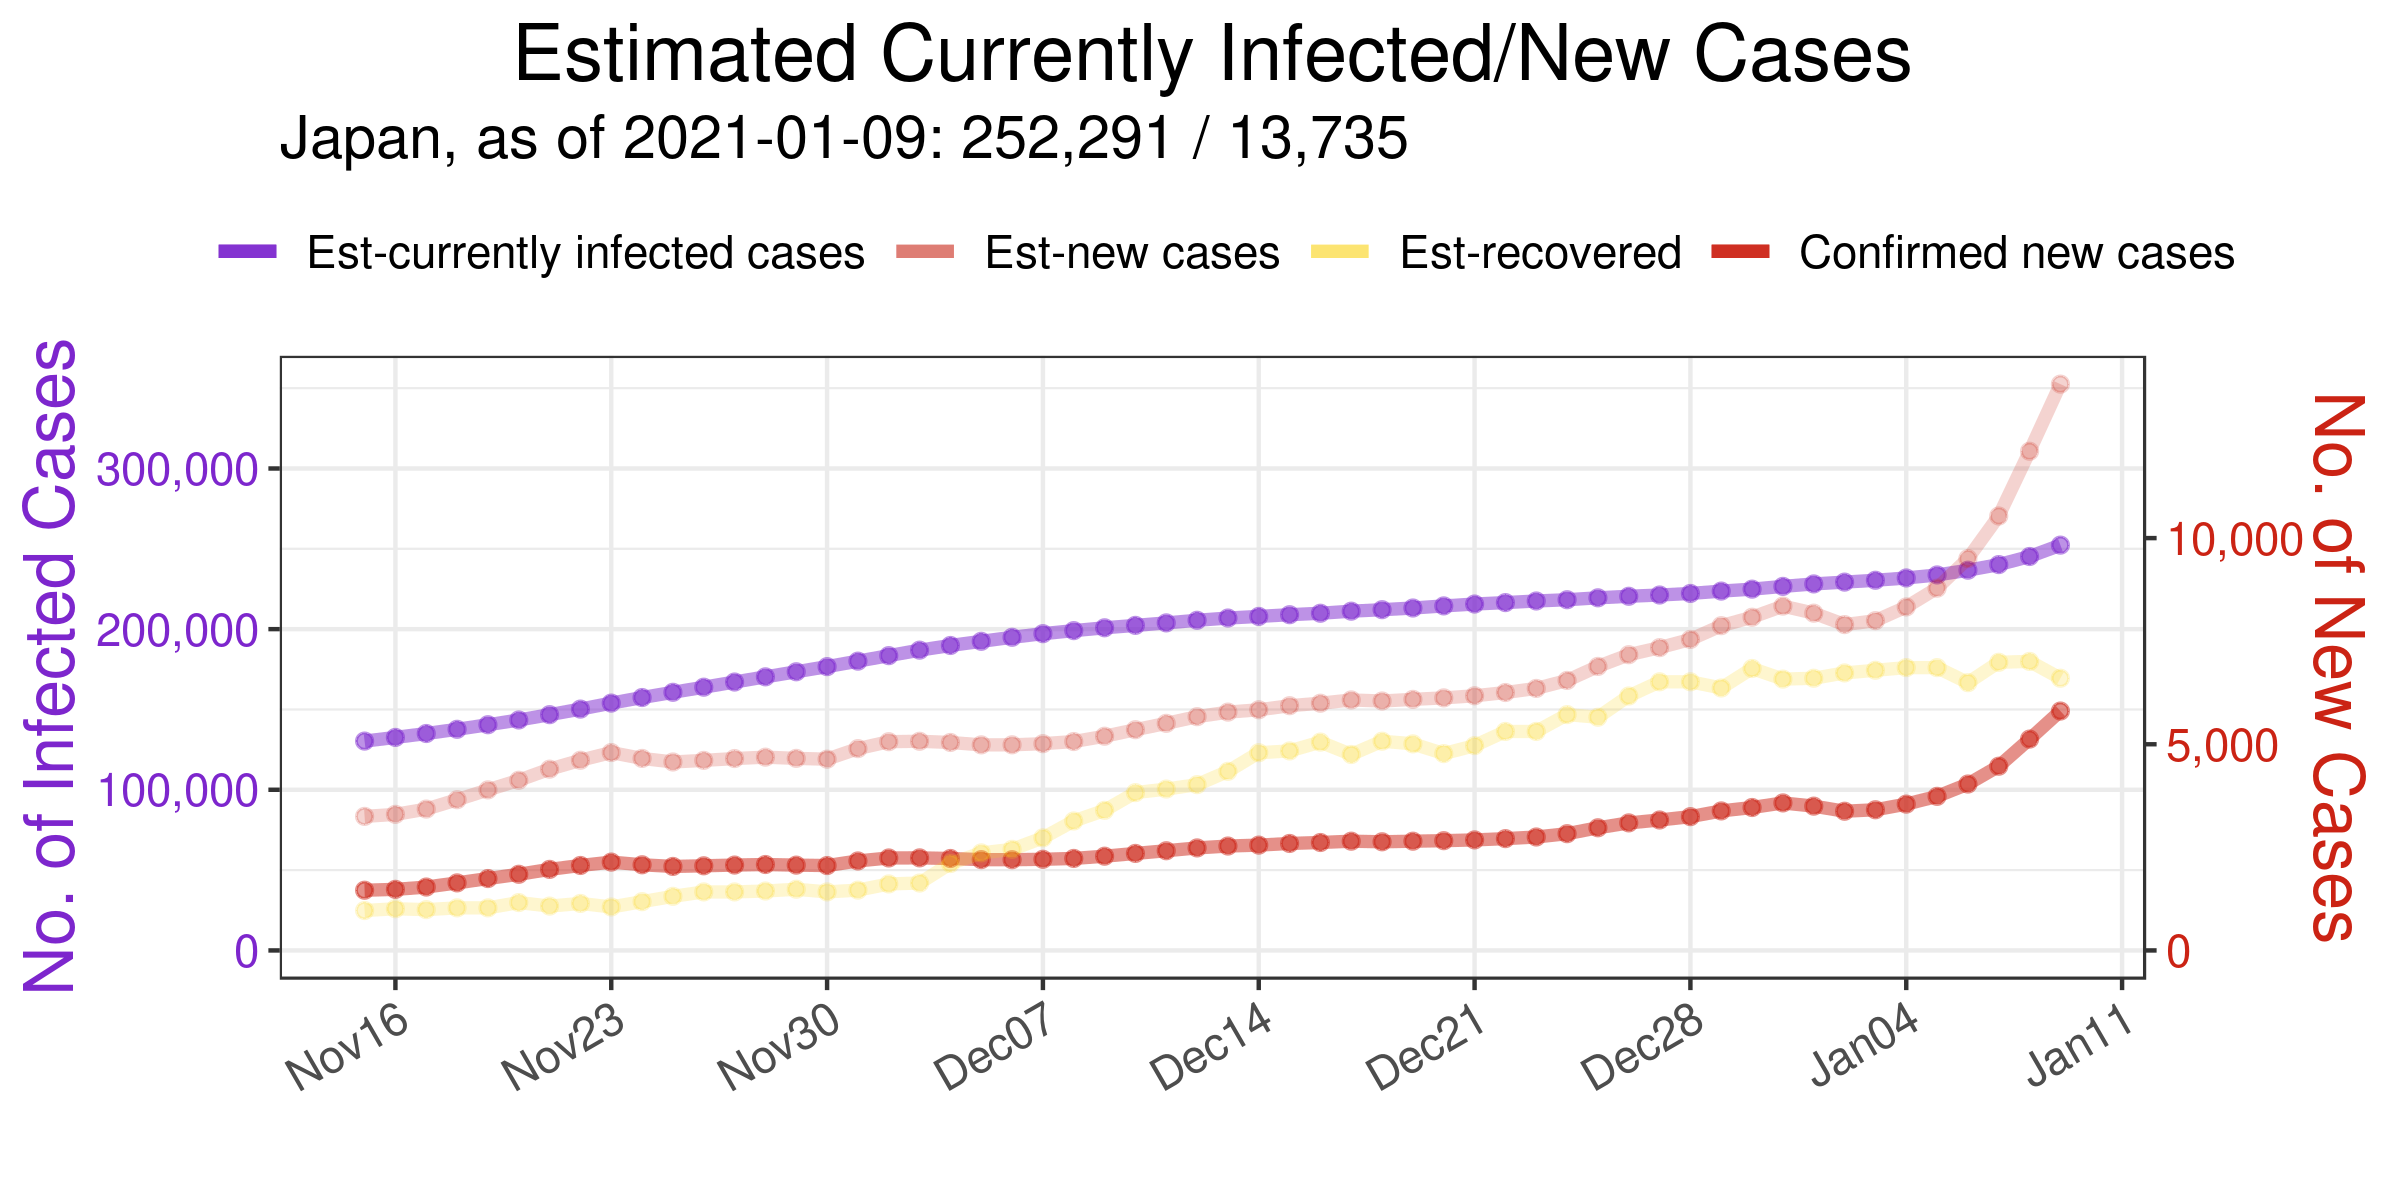 Estimated Currently Infected/New Cases
Japan, as of 2021-01-09: 252,291 / 13,735
Est-currently infected cases Est-new cases Est-recovered Confirmed new cases
No. of Infected Cases
300,000
200,000
100,000
0
10,000
5,000
0
No. of New Cases
Nov16 Nov23 Nov30 Dec07 Dec14 Dec21 Dec28 Jan04 Jan11